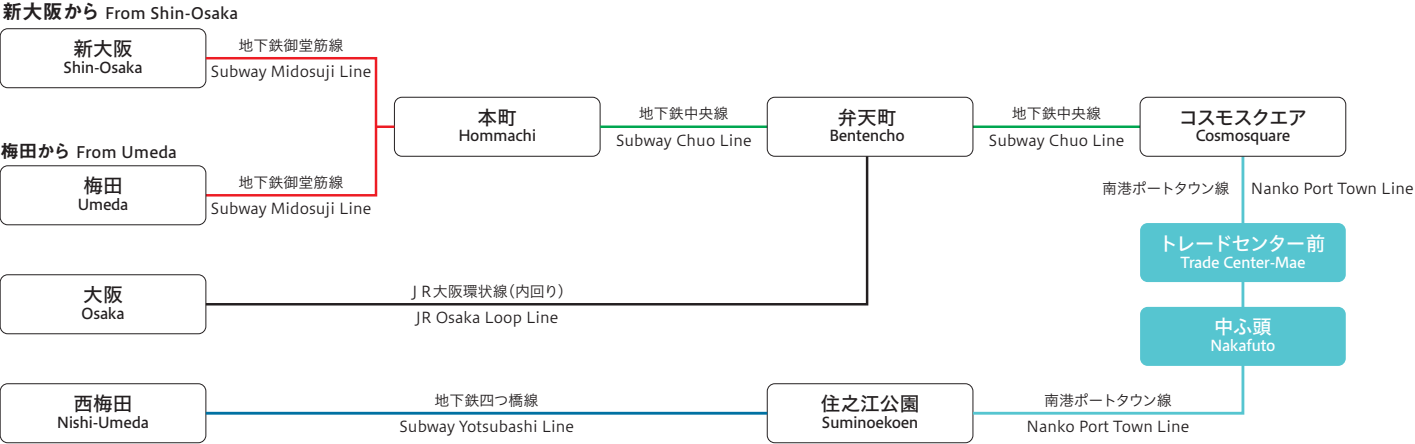 新大阪から From Shin-Osaka
新大阪
Shin-Osaka
地下鉄御堂筋線
Subway Midosuji Line
本町
Hommachi
地下鉄中央線
Subway Chuo Line
弁天町
Bentencho
地下鉄中央線
Subway Chuo Line
コスモスクエア
Cosmosquare
梅田から From Umeda
梅田
Umeda
地下鉄御堂筋線
Subway Midosuji Line
南港ポートタウン線 Nanko Port Town Line
トレードセンター前
Trade Center-Mae
大阪
Osaka
JR大阪環状線(内回り)
JR Osaka Loop Line
中ふ頭
Nakafuto
西梅田
Nishi-Umeda
地下鉄四つ橋線
Subway Yotsubashi Line
住之江公園
Suminoekoen
南港ポートタウン線
Nanko Port Town Line